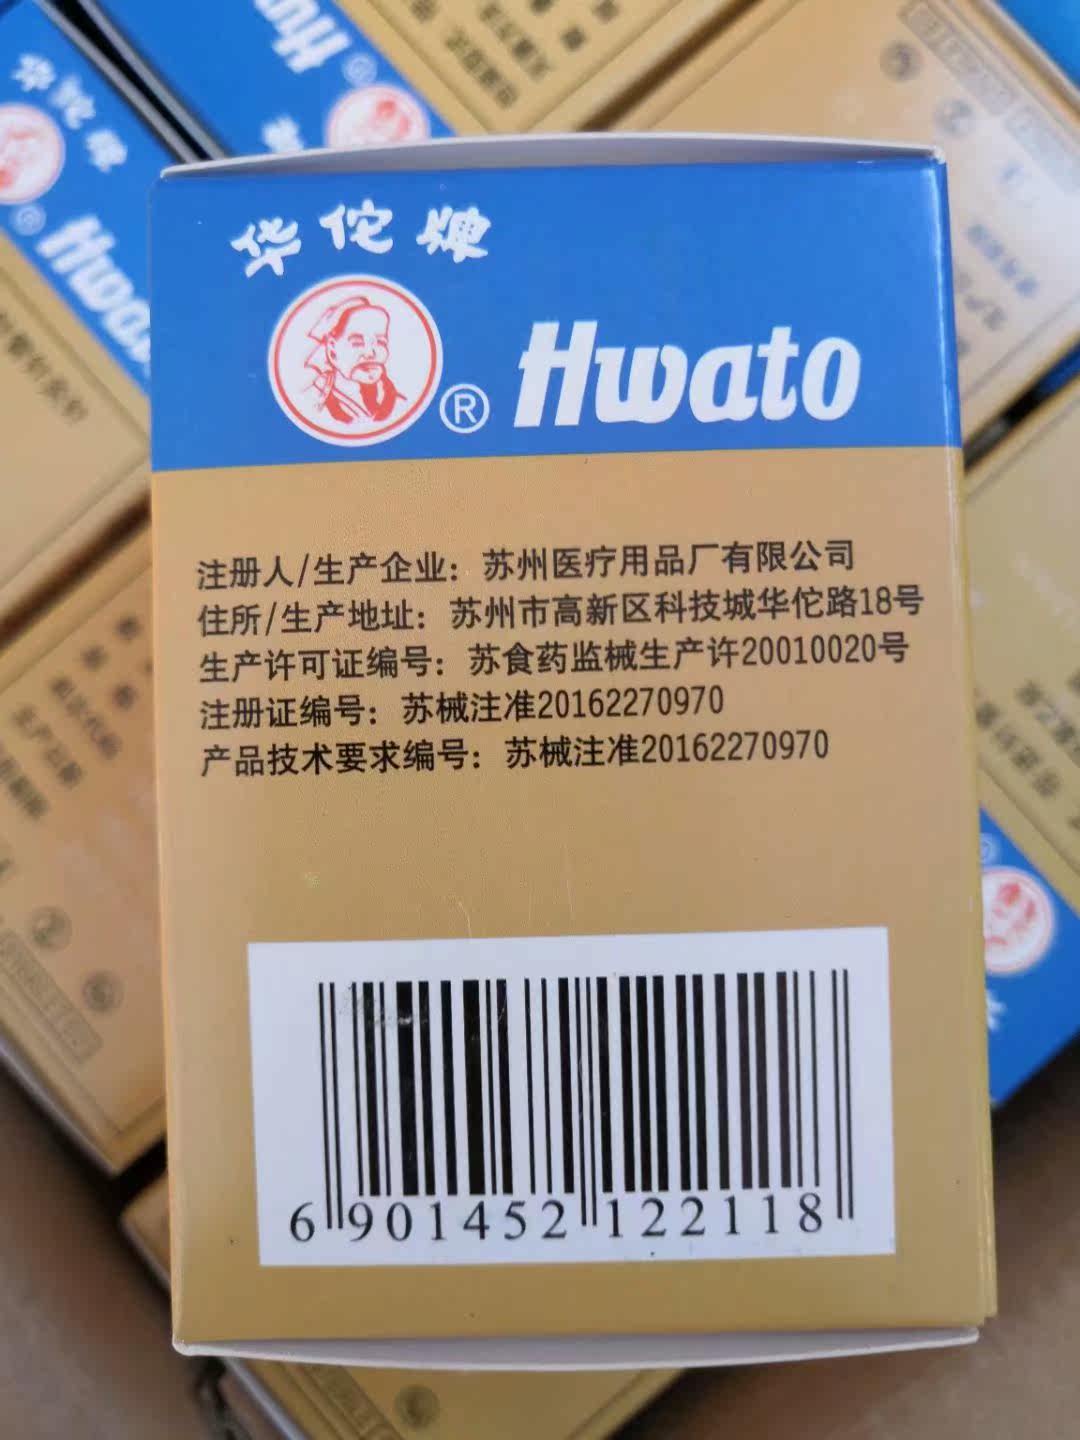 华佗牌
® Hwato
注册人/生产企业：苏州医疗用品厂有限公司
住所/生产地址：苏州市高新区科技城华佗路18号
生产许可证编号：苏食药监械生产许20010020号
注册证编号：苏械注准20162270970
产品技术要求编号：苏械注准20162270970
6 901452 122118
华佗牌
® Hwato
Hw